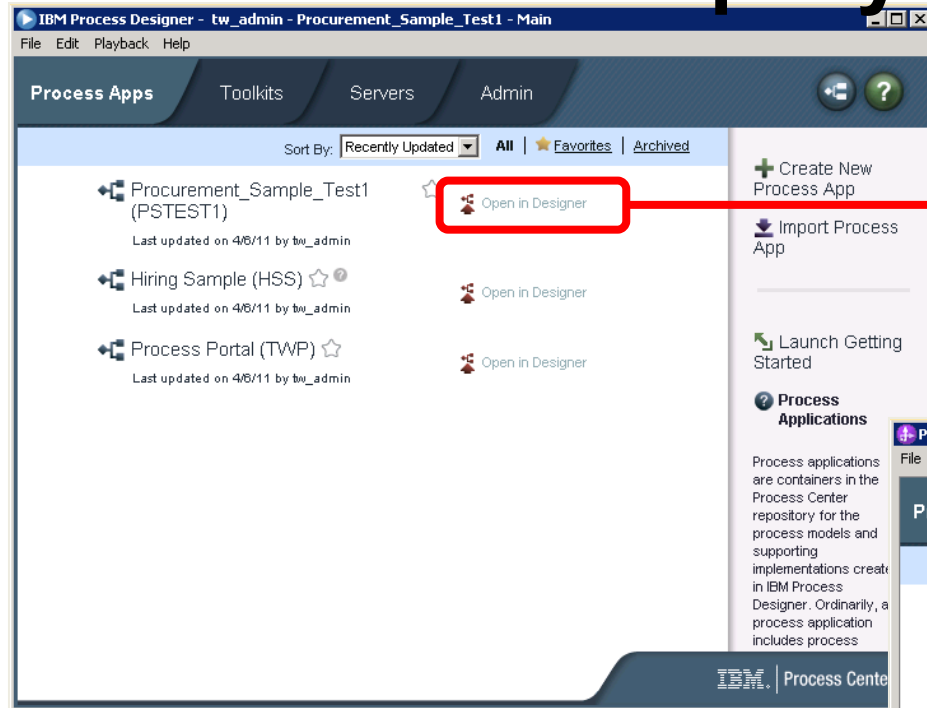 IBM Process Designer - tw_admin - Procurement_Sample_Test1 - Main
File Edit Playback Help
Process Apps Toolkits Servers Admin
Sort By: Recently Updated All | Favorites | Archived
Procurement_Sample_Test1
(PSTEST1)
Open in Designer
Last updated on 4/6/11 by tw_admin
Hiring Sample (HSS)
Open in Designer
Last updated on 4/6/11 by tw_admin
Process Portal (TWP)
Open in Designer
Last updated on 4/6/11 by tw_admin
Create New
Process App
Import Process
App
Launch Getting
Started
Process
Applications
Process applications
are containers in the
Process Center
repository for the
process models and
supporting
implementations create
in IBM Process
Designer. Ordinarily, a
process application
includes process
IBM. | Process Cente
P
File
P